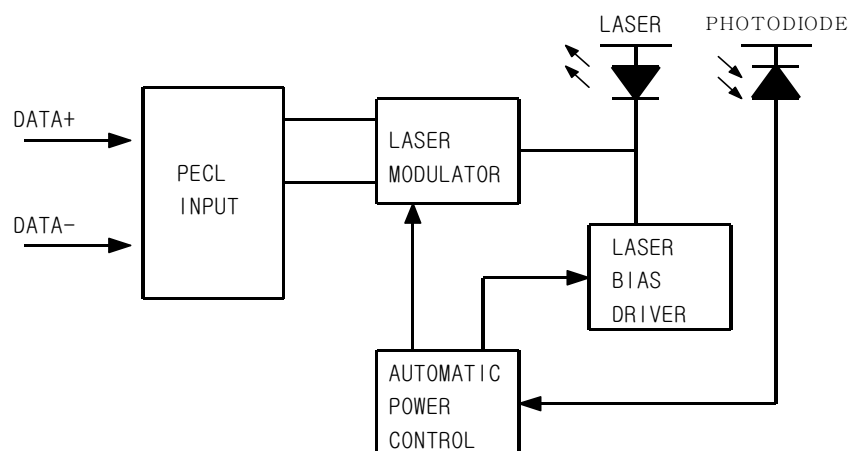 LASER
PHOTODIODE
DATA+
PECL
INPUT
DATA-
LASER
MODULATOR
LASER
BIAS
DRIVER
AUTOMATIC
POWER
CONTROL